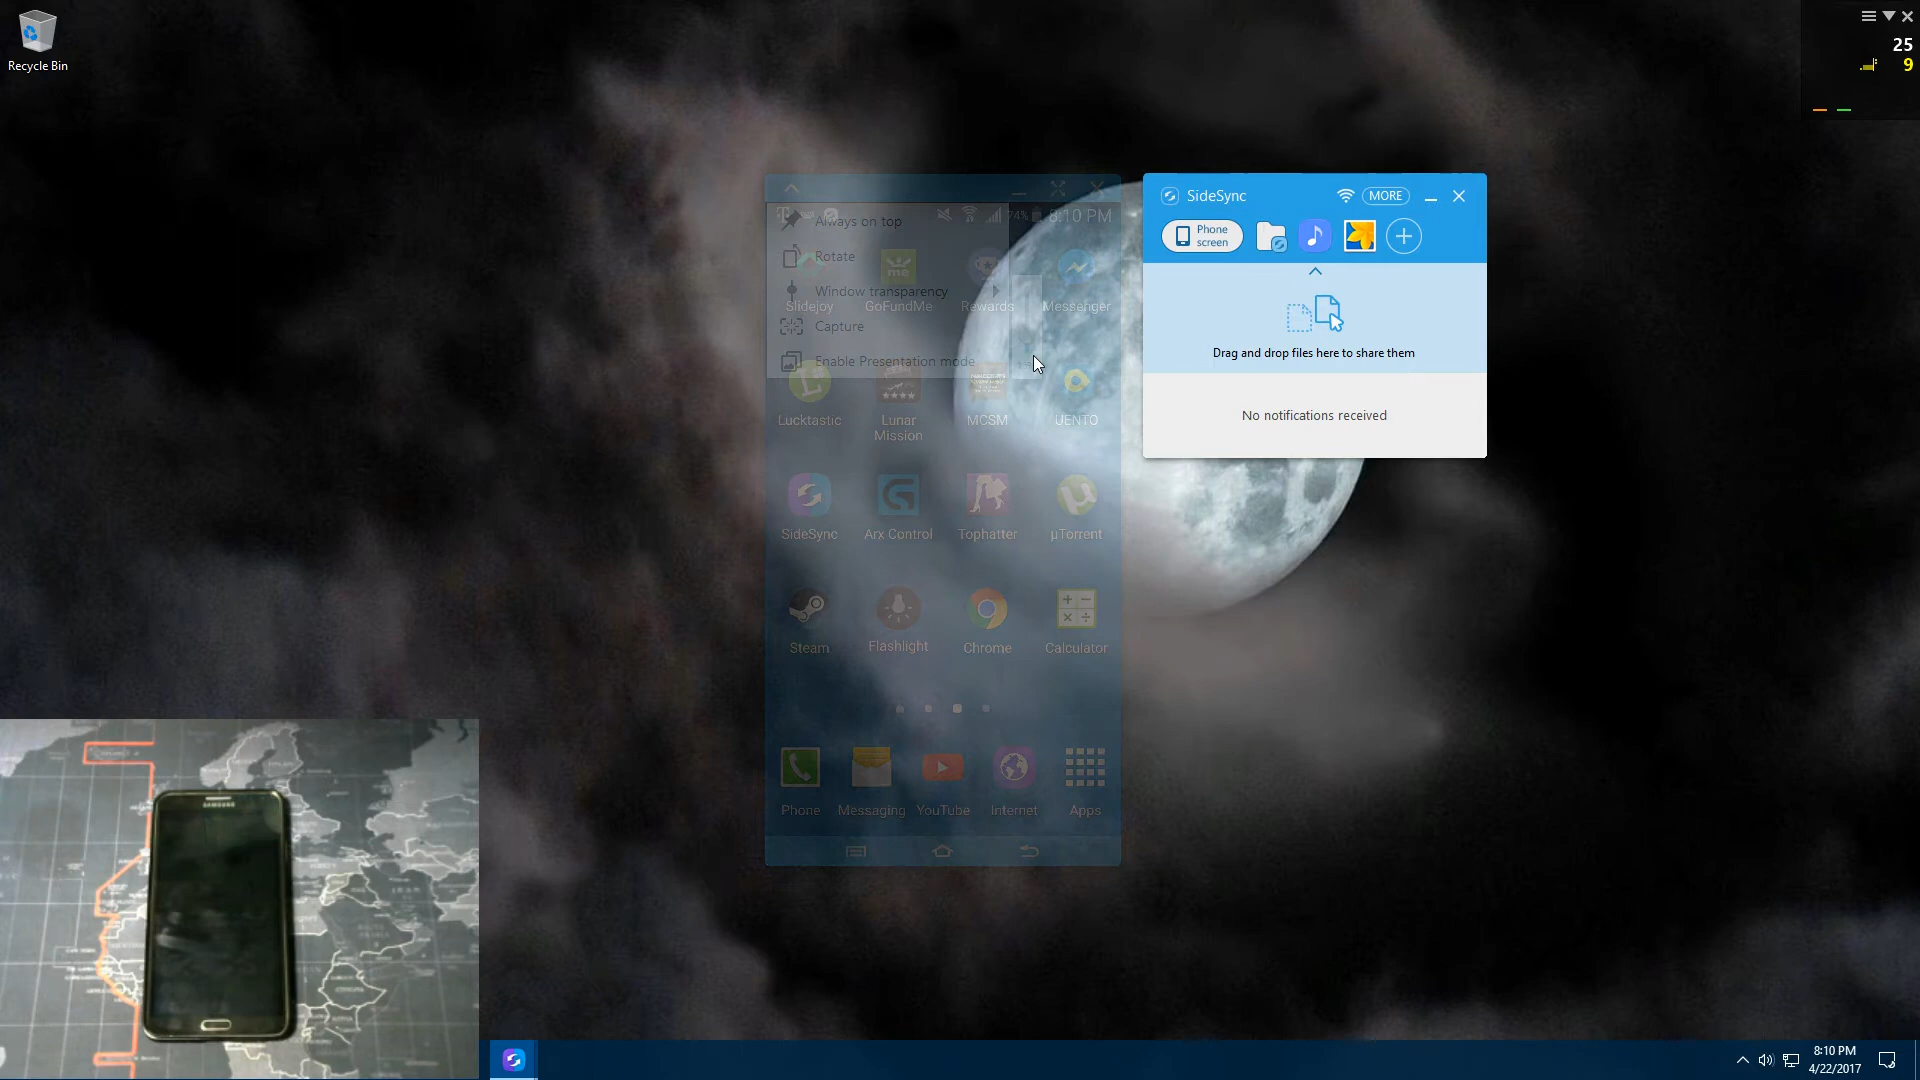 Recycle Bin
25
9
Always on top
74%
8:10 PM
Rotate
Window transparency
Slidejoy
GoFundMe
Rewards
Messenger
Capture
Enable Presentation mode
me
Lucktastic
Lunar
Mission
MCSM
UENTO
SideSync
Arx Control
Tophatter
µTorrent
Steam
Flashlight
Chrome
Calculator
Phone
Messaging
YouTube
Internet
Apps
SideSync
MORE
Phone
screen
Drag and drop files here to share them
No notifications received
SAMSUNG
8:10 PM
4/22/2017